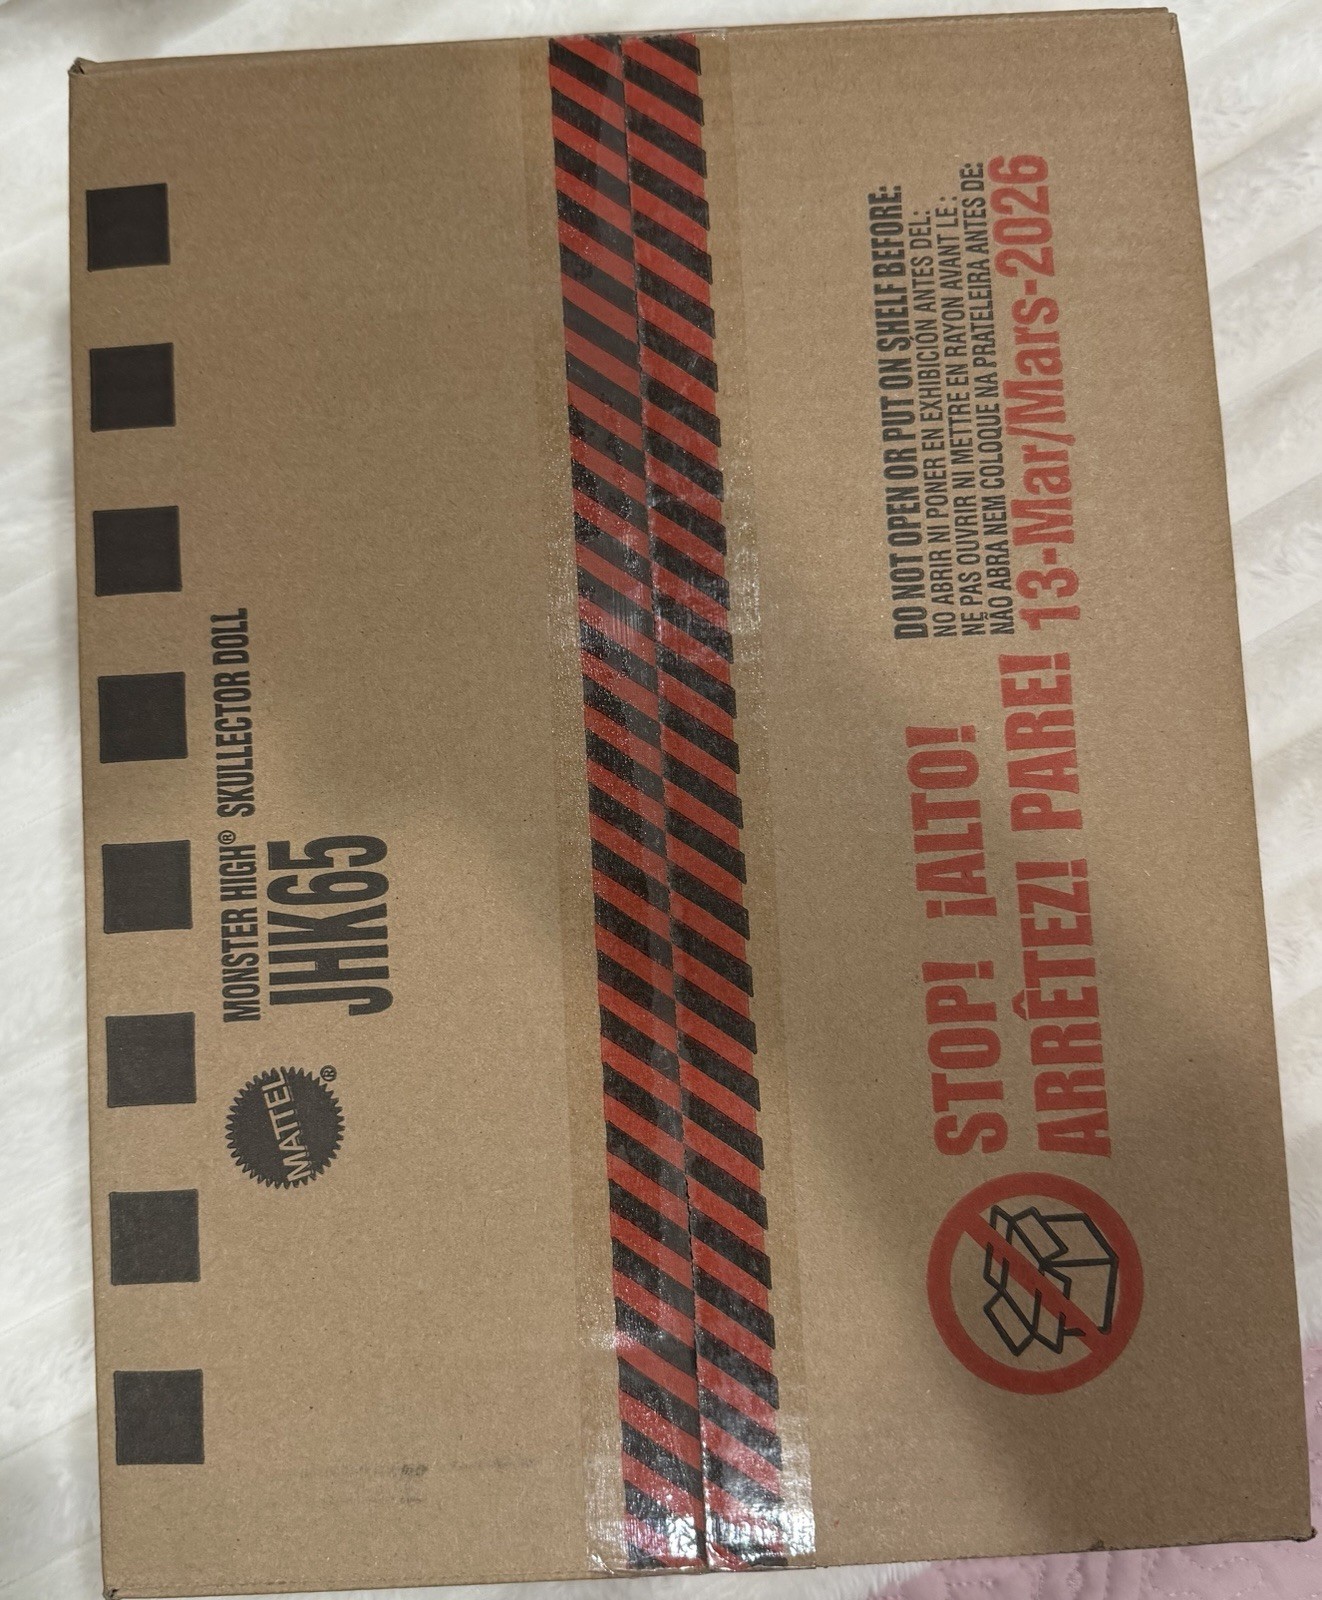 MATTEL®
MONSTER HIGH® SKULLECTOR DOLL
JHK65
STOP! ¡ALTO!
ARRÊTEZ! PARE!
DO NOT OPEN OR PUT ON SHELF BEFORE:
NO ABRIR NI PONER EN EXHIBICIÓN ANTES DEL:
NE PAS OUVRIR NI METTRE EN RAYON AVANT LE :
NÃO ABRA NEM COLOQUE NA PRATELEIRA ANTES DE:
13-Mar/Mars-2026